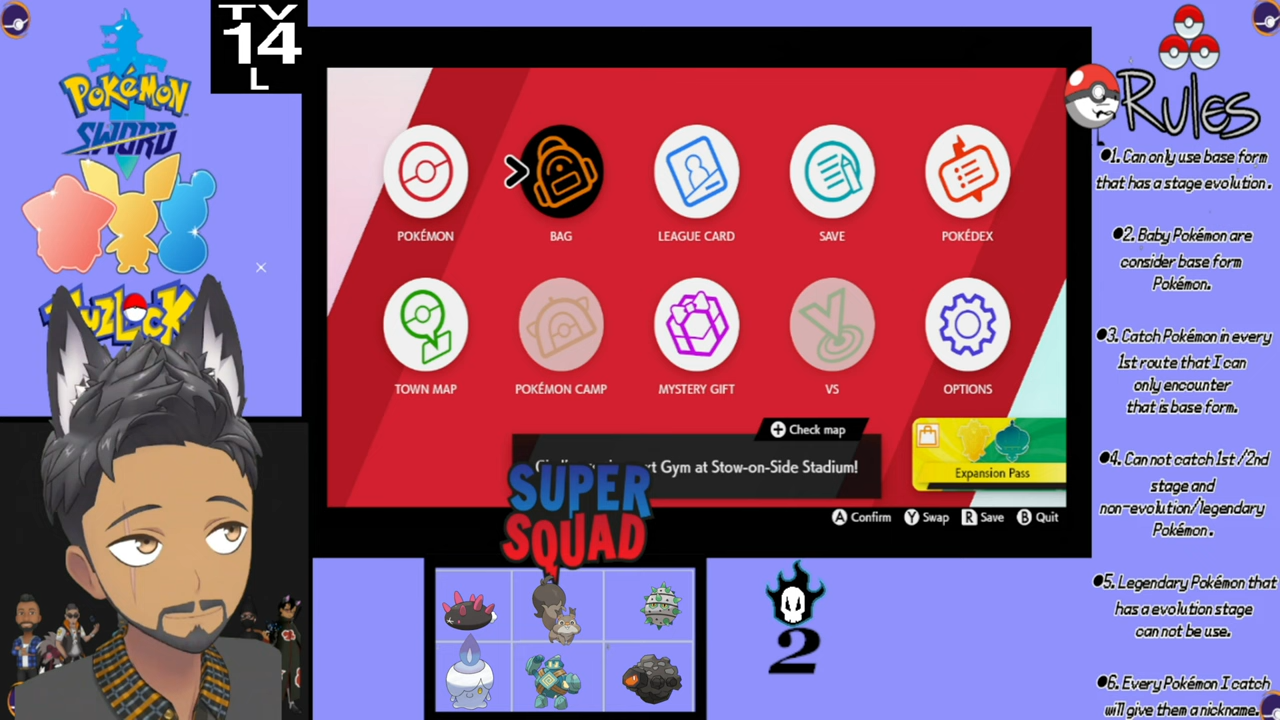 TV
14
L
POKéMON
SWORD
UZLOCK
POKÉMON
BAG
LEAGUE CARD
SAVE
POKÉDEX
TOWN MAP
POKÉMON CAMP
MYSTERY GIFT
VS
OPTIONS
Check map
Gym at Stow-on-Side Stadium!
Expansion Pass
A Confirm Y Swap R Save B Quit
SUPER
SQUAD
2
Rules
•1. Can only use base form
that has a stage evolution.
•2. Baby Pokémon are
consider base form
Pokémon.
•3. Catch Pokémon in every
1st route that I can
only encounter
that is base form.
•4. Can not catch 1st/2nd
stage and
non-evolution/legendary
Pokémon.
•5. Legendary Pokémon that
has a evolution stage
can not be use.
•6. Every Pokémon I catch
will give them a nickname.